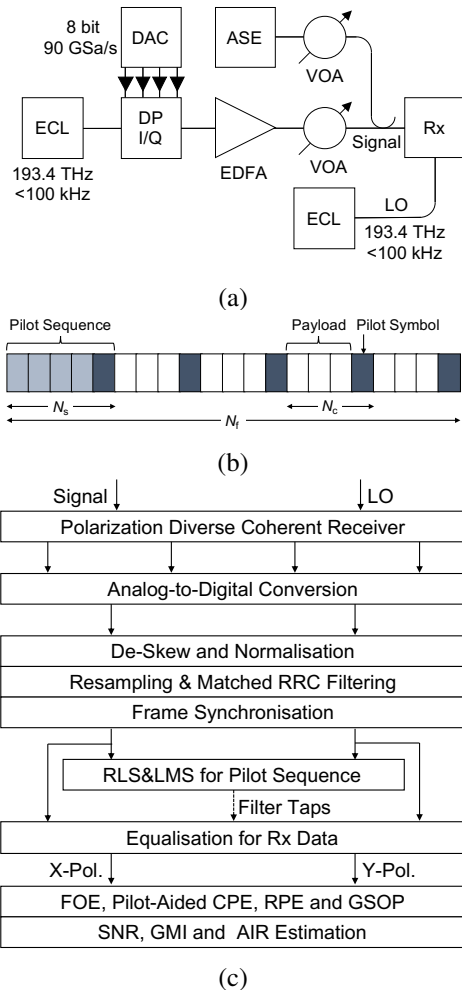 8 bit
90 GSa/s
DAC
ASE
VOA
ECL
DP
I/Q
EDFA
VOA
Signal
Rx
193.4 THz
<100 kHz
ECL
LO
193.4 THz
<100 kHz
(a)
Pilot Sequence
Payload
Pilot Symbol
Ns
Nc
Nf
(b)
Signal
LO
Polarization Diverse Coherent Receiver
Analog-to-Digital Conversion
De-Skew and Normalisation
Resampling & Matched RRC Filtering
Frame Synchronisation
RLS&LMS for Pilot Sequence
Filter Taps
Equalisation for Rx Data
X-Pol.
Y-Pol.
FOE, Pilot-Aided CPE, RPE and GSOP
SNR, GMI and AIR Estimation
(c)